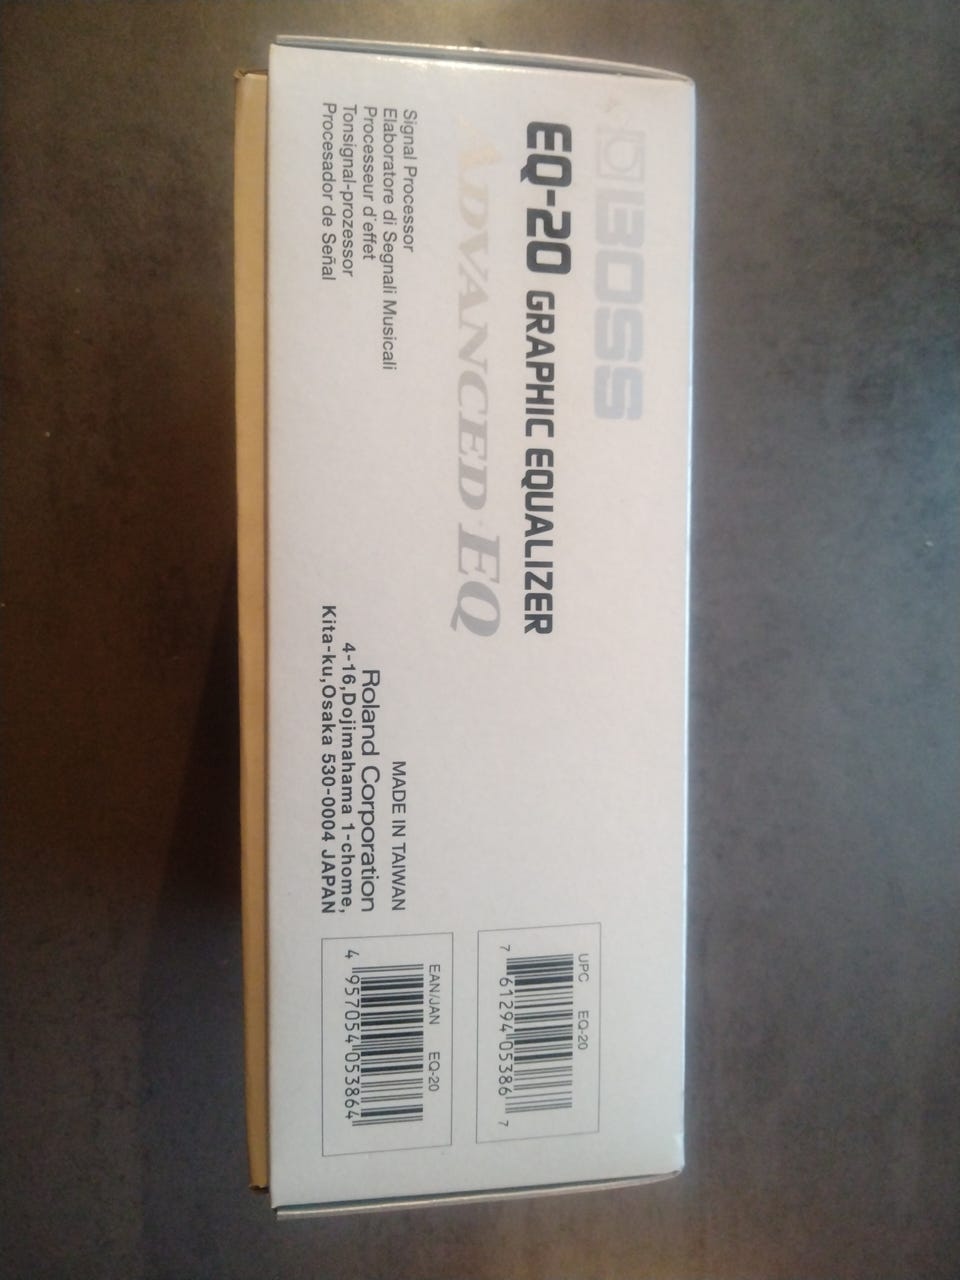 BOSS
EQ-20 GRAPHIC EQUALIZER
ADVANCED EQ
Signal Processor
Elaboratore di Segnali Musicali
Processeur d'effet
Tonsignal-prozessor
Procesador de Señal
MADE IN TAIWAN
Roland Corporation
4-16,Dojimahama 1-chome,
Kita-ku,Osaka 530-0004 JAPAN
UPC EQ-20
7 61294 05386 7
EAN/JAN EQ-20
4 957054 053864